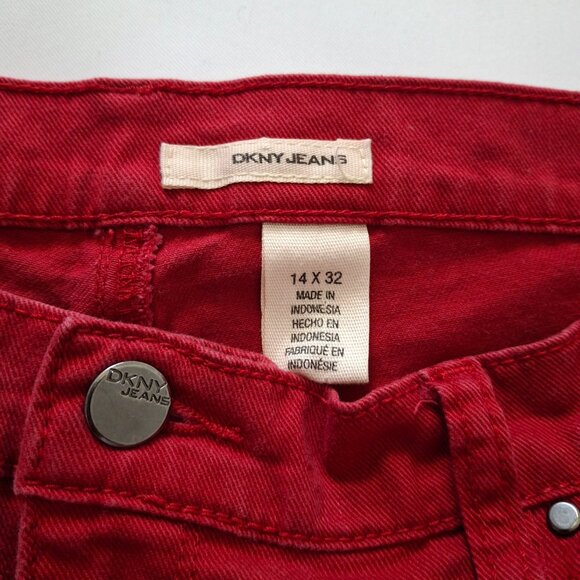 DKNY JEANS
14 X 32
MADE IN
INDONESIA
HECHO EN
INDONESIA
FABRIQUÉ EN
INDONÉSIE
DKNY
JEANS